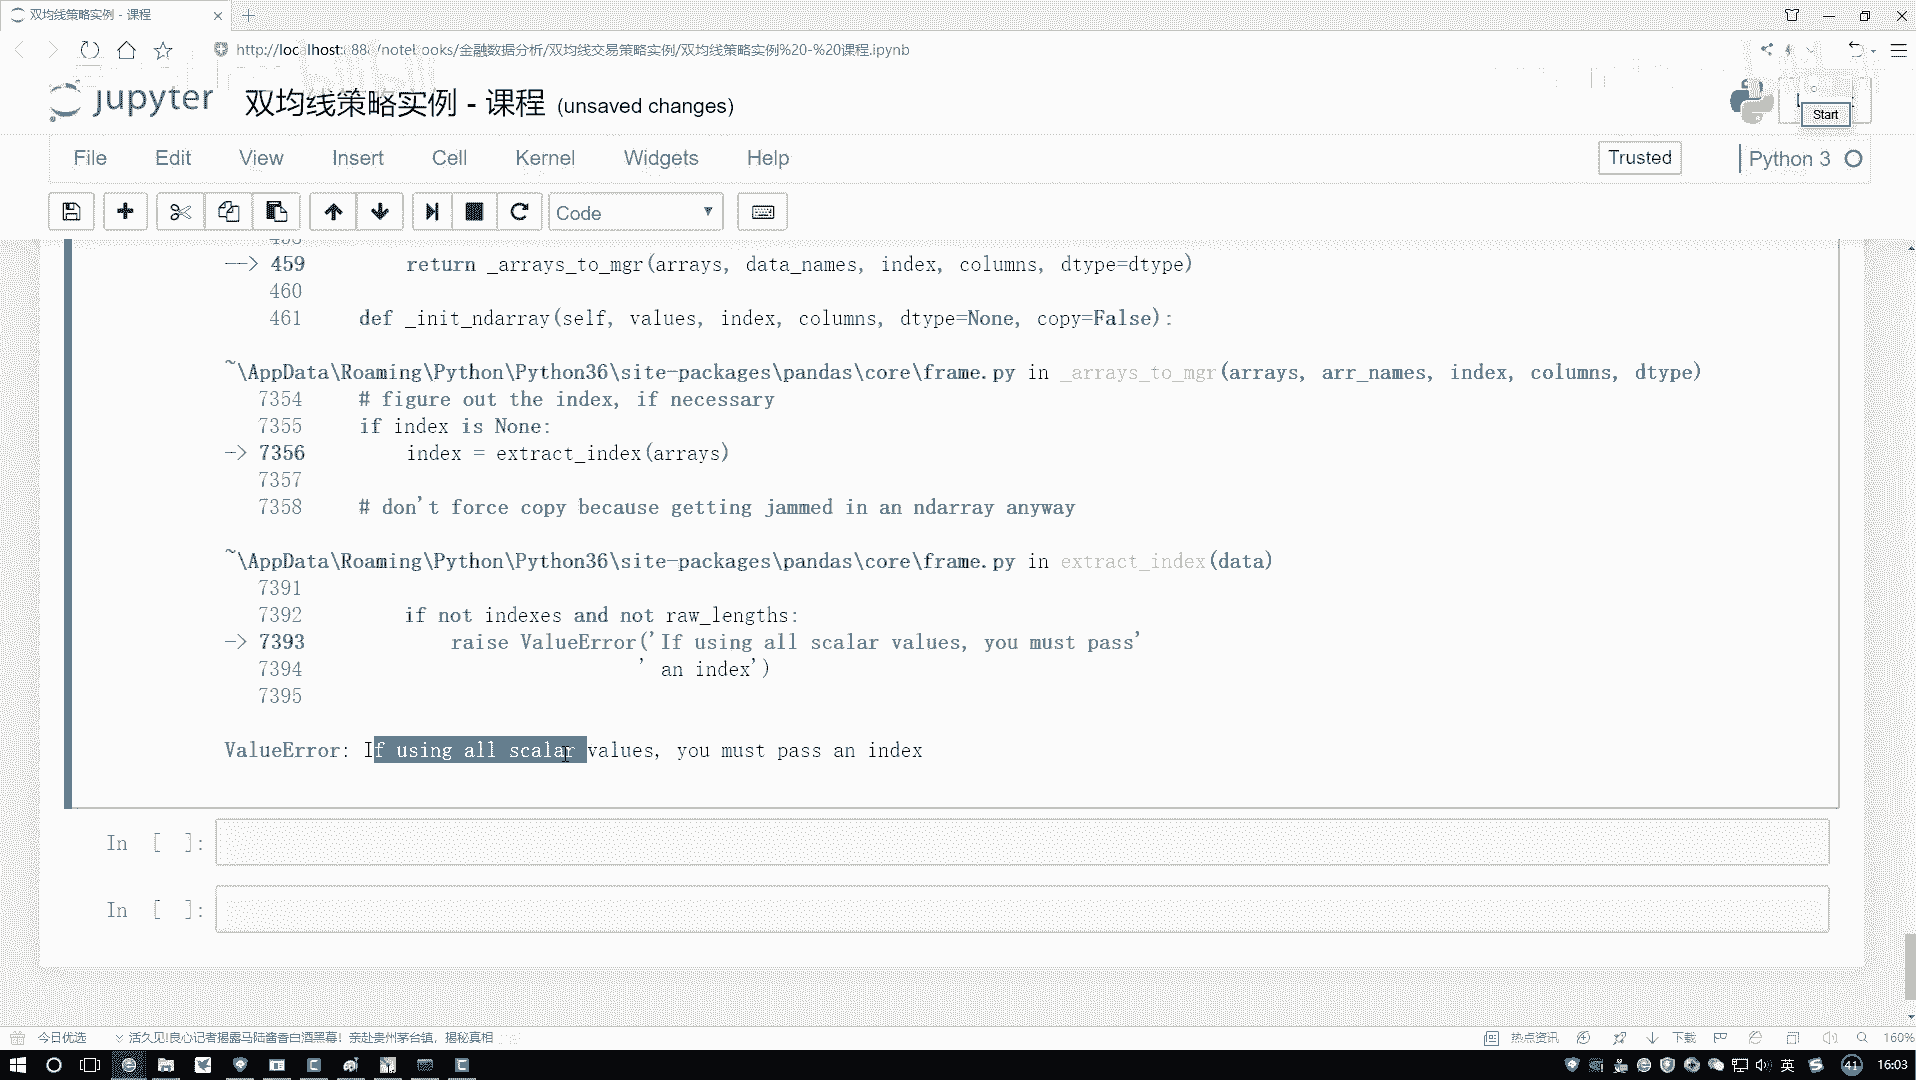 双均线策略实例 - 课程
http://localhost:888/notebooks/金融数据分析/双均线交易策略实例/双均线策略实例%20-%20课程.ipynb
jupyter 双均线策略实例 - 课程 (unsaved changes)
Start
File Edit View Insert Cell Kernel Widgets Help
Trusted
Python 3
Code
--> 459 return _arrays_to_mgr(arrays, data_names, index, columns, dtype=dtype)
460
461 def _init_ndarray(self, values, index, columns, dtype=None, copy=False):
~\AppData\Roaming\Python\Python36\site-packages\pandas\core\frame.py in _arrays_to_mgr(arrays, arr_names, index, columns, dtype)
7354 # figure out the index, if necessary
7355 if index is None:
-> 7356 index = extract_index(arrays)
7357
7358 # don't force copy because getting jammed in an ndarray anyway
~\AppData\Roaming\Python\Python36\site-packages\pandas\core\frame.py in extract_index(data)
7391
7392 if not indexes and not raw_lengths:
-> 7393 raise ValueError('If using all scalar values, you must pass'
7394 ' an index')
7395
ValueError: If using all scalar values, you must pass an index
In [ ]:
In [ ]:
今日优选 活久见!良心记者揭露马陆酱香白酒黑幕! 亲赴贵州茅台镇，揭秘真相
热点资讯 下载 160%
英 41 16:03